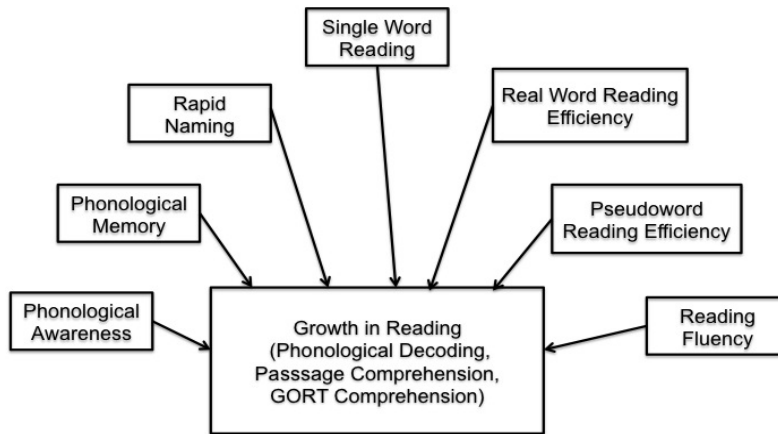 Single Word
Reading
Rapid
Naming
Real Word Reading
Efficiency
Phonological
Memory
Pseudoword
Reading Efficiency
Phonological
Awareness
Growth in Reading
(Phonological Decoding,
Passsage Comprehension,
GORT Comprehension)
Reading
Fluency